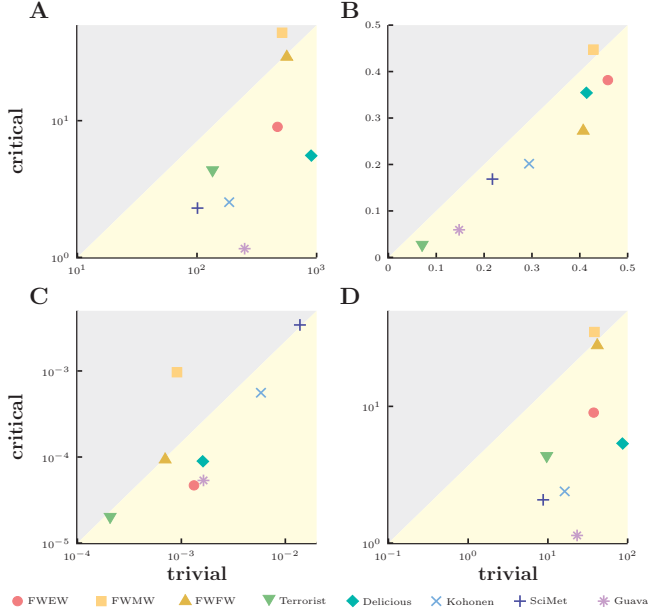 A B
critical
10^1
10^0
10^1 10^2 10^3
0.5
0.4
0.3
0.2
0.1
0
0 0.1 0.2 0.3 0.4 0.5
C D
critical
10^-3
10^-4
10^-5
10^-4 10^-3 10^-2
trivial
10^1
10^0
10^-1 10^0 10^1 10^2
trivial
FWEW FWMW FWFW Terrorist Delicious Kohonen SciMet Guava